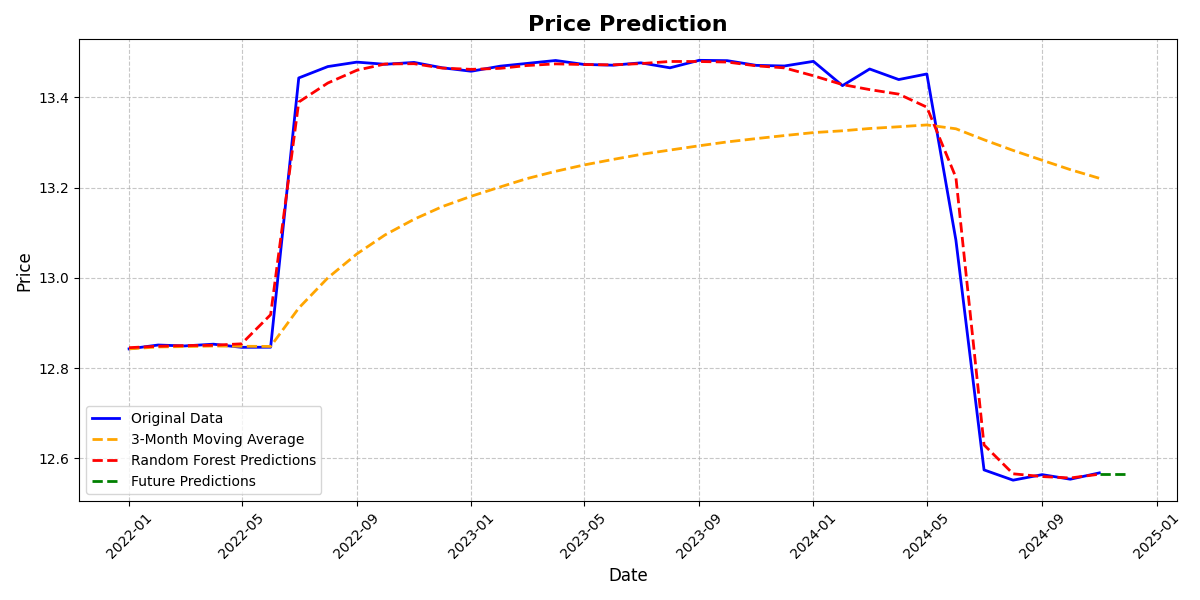 Price Prediction
Price
13.4
13.2
13.0
12.8
12.6
Original Data
3-Month Moving Average
Random Forest Predictions
Future Predictions
2022-01
2022-05
2022-09
2023-01
2023-05
2023-09
2024-01
2024-05
2024-09
2025-01
Date